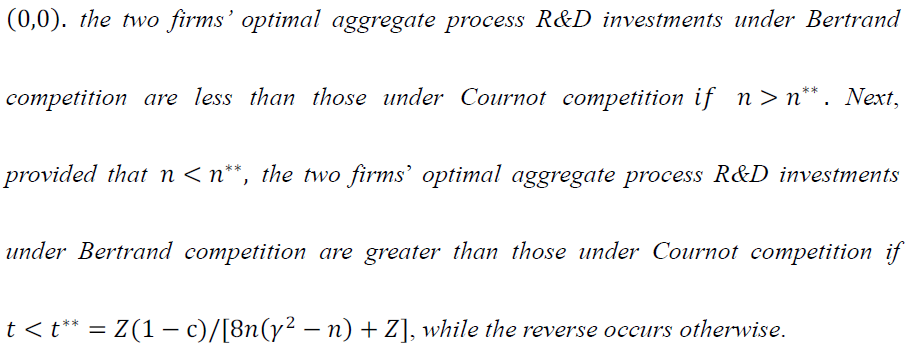 (0,0). the two firms’ optimal aggregate process R&D investments under Bertrand
competition are less than those under Cournot competition if n > n**. Next,
provided that n < n**, the two firms’ optimal aggregate process R&D investments
under Bertrand competition are greater than those under Cournot competition if
t < t** = Z(1 − c)/[8n(γ² − n) + Z], while the reverse occurs otherwise.